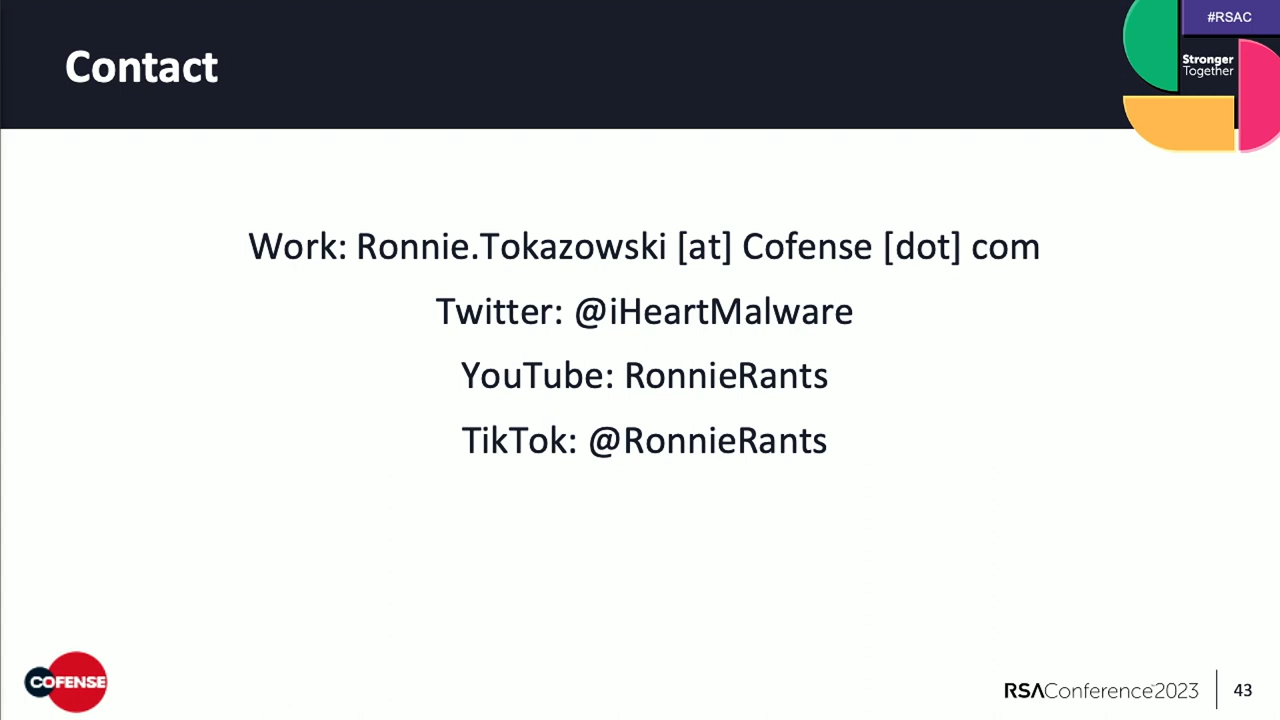 Contact
#RSAC
Stronger
Together
Work: Ronnie.Tokazowski [at] Cofense [dot] com
Twitter: @iHeartMalware
YouTube: RonnieRants
TikTok: @RonnieRants
COFENSE
RSAConference™2023
43